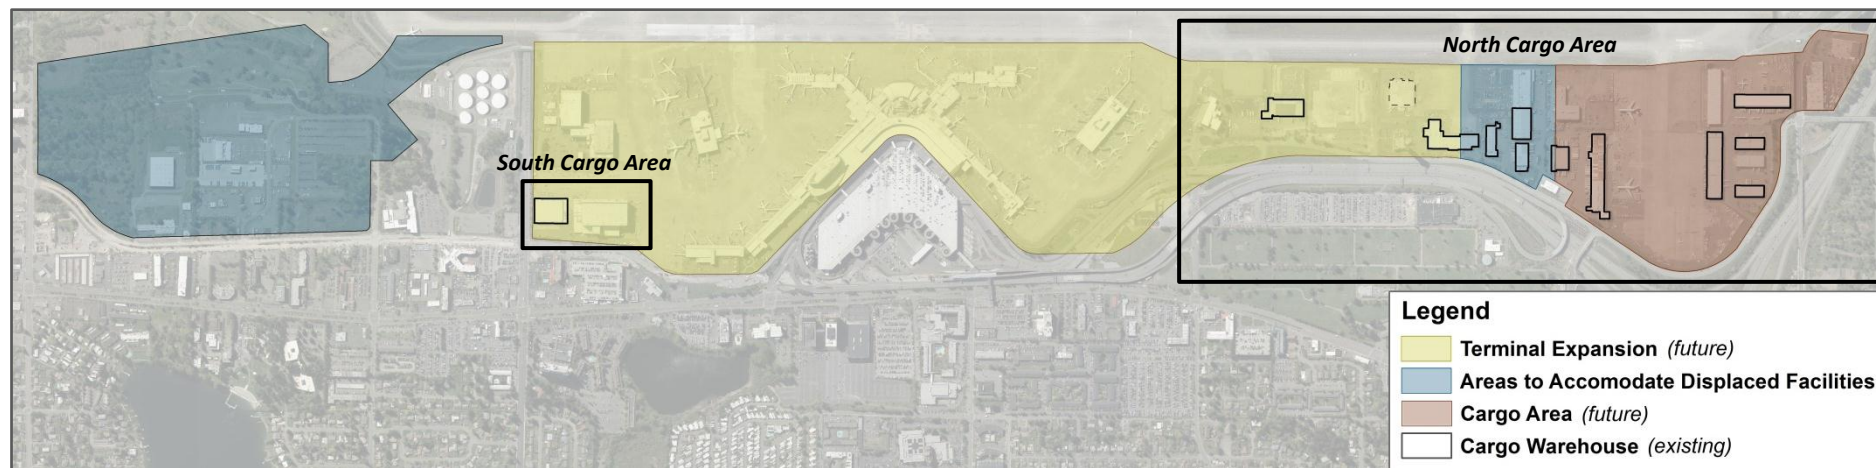 North Cargo Area
South Cargo Area
Legend
Terminal Expansion (future)
Areas to Accomodate Displaced Facilities
Cargo Area (future)
Cargo Warehouse (existing)